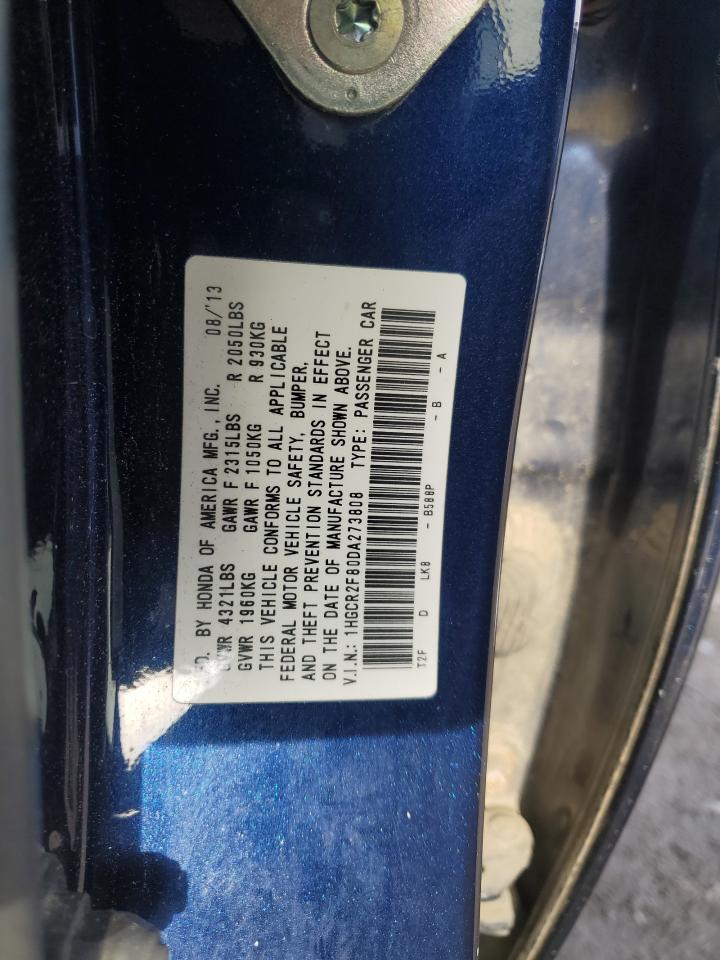 D. BY HONDA OF AMERICA MFG., INC. 08/'13
GVWR 4321LBS GAWR F 2315LBS R 2050LBS
GVWR 1960KG GAWR F 1050KG R 930KG
THIS VEHICLE CONFORMS TO ALL APPLICABLE
FEDERAL MOTOR VEHICLE SAFETY, BUMPER,
AND THEFT PREVENTION STANDARDS IN EFFECT
ON THE DATE OF MANUFACTURE SHOWN ABOVE.
V.I.N.: 1HGCR2F80DA273808 TYPE: PASSENGER CAR
T2F D LK8 - B588P - B - A